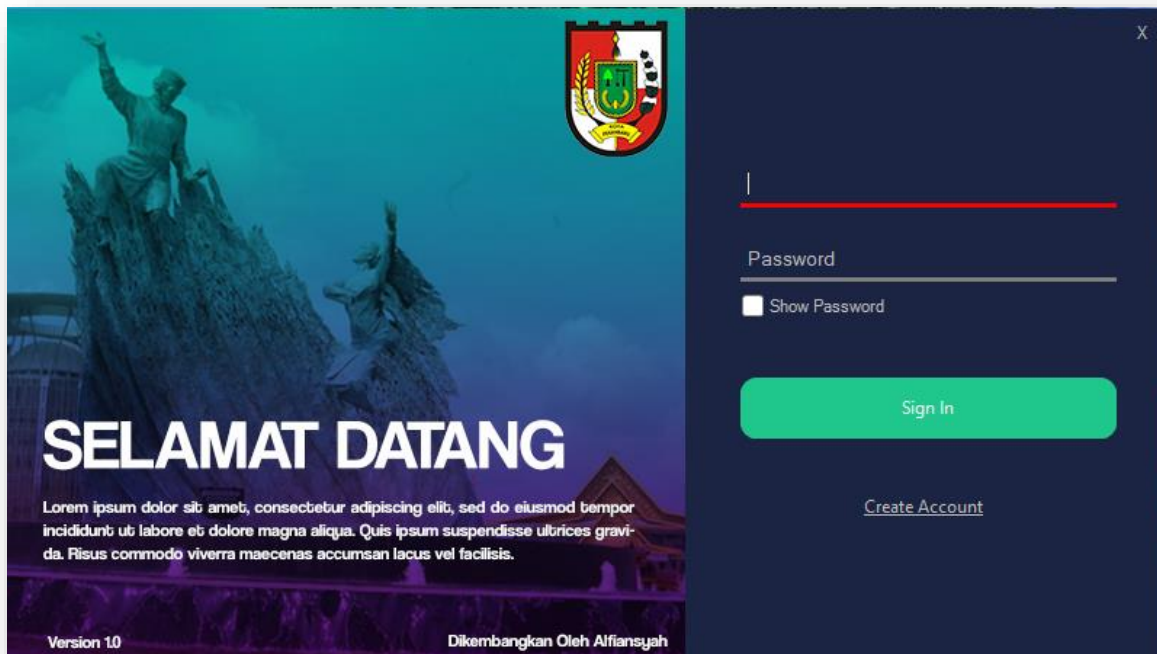 KOTA
PEKANBARU
SELAMAT DATANG
Lorem ipsum dolor sit amet, consectetur adipiscing elit, sed do eiusmod tempor
incididunt ut labore et dolore magna aliqua. Quis ipsum suspendisse ultrices gravi-
da. Risus commodo viverra maecenas accumsan lacus vel facilisis.
Version 1.0
Dikembangkan Oleh Alfiansyah
X
Password
Show Password
Sign In
Create Account